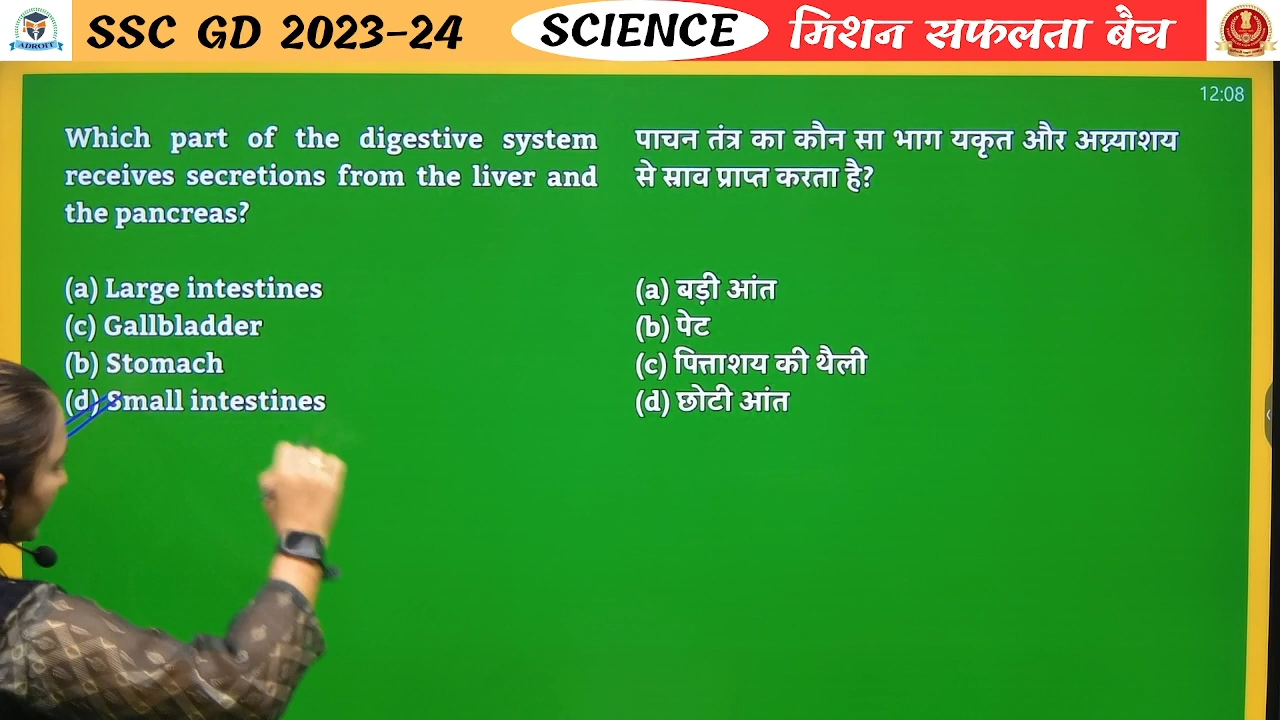 SSC GD 2023-24
SCIENCE
मिशन सफलता बैच
ADROIT
12:08
Which part of the digestive system
receives secretions from the liver and
the pancreas?
(a) Large intestines
(c) Gallbladder
(b) Stomach
(d) Small intestines
पाचन तंत्र का कौन सा भाग यकृत और अग्न्याशय
से स्राव प्राप्त करता है?
(a) बड़ी आंत
(b) पेट
(c) पित्ताशय की थैली
(d) छोटी आंत